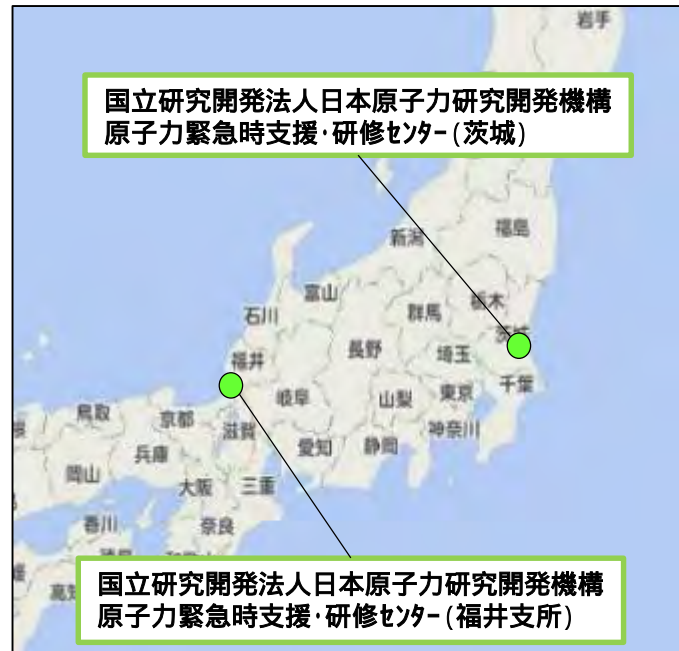 岩手
国立研究開発法人日本原子力研究開発機構
原子力緊急時支援･研修ｾﾝﾀｰ(茨城)
新潟
福島
富山
石川
群馬
栃木
茨城
福井
長野
埼玉
岐阜
山梨
東京
千葉
鳥取
京都
滋賀
神奈川
兵庫
愛知
静岡
岡山
大阪
三重
香川
奈良
国立研究開発法人日本原子力研究開発機構
原子力緊急時支援･研修ｾﾝﾀｰ(福井支所)